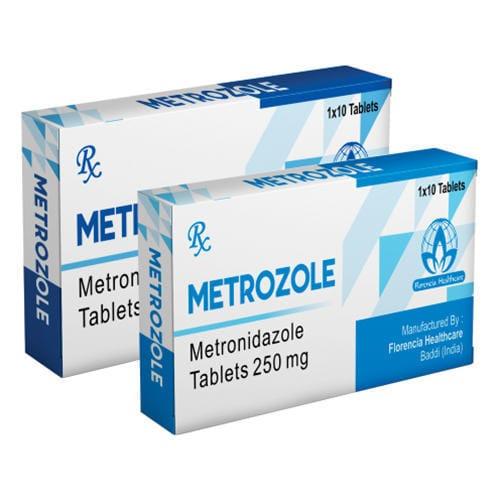 METROZOLE
1x10 Tablets
Rx
METROZOLE
Metronidazole
Tablets
METROZOLE
1x10 Tablets
Rx
METROZOLE
METROZOLE
Metronidazole
Tablets 250 mg
Florencia Healthcare
Manufactured By :
Florencia Healthcare
Baddi (India)